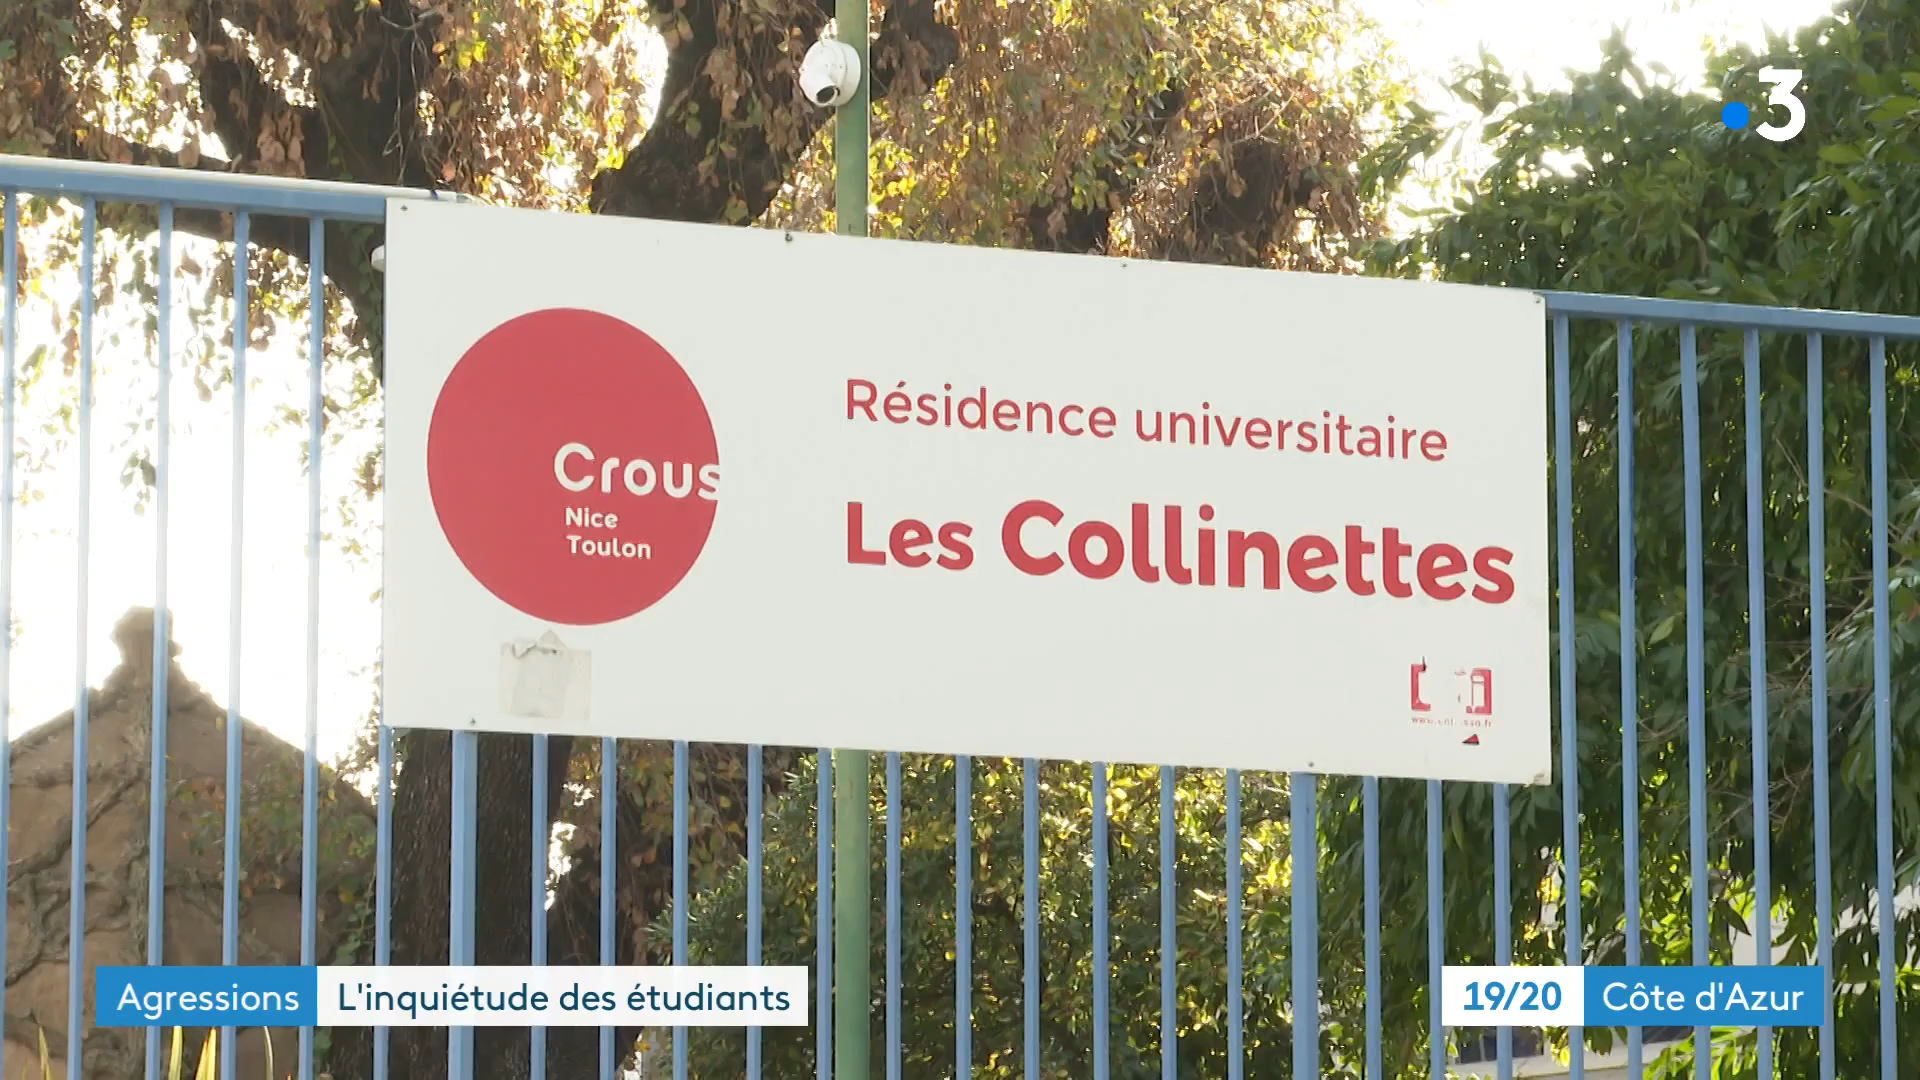 3
Résidence universitaire
Crous
Nice
Toulon
Les Collinettes
Agressions L'inquiétude des étudiants
19/20 Côte d'Azur